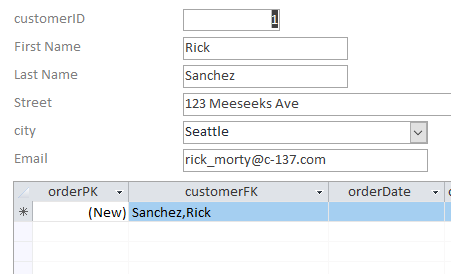 customerID 1
First Name Rick
Last Name Sanchez
Street 123 Meeseeks Ave
city Seattle
Email rick_morty@c-137.com
orderPK customerFK orderDate
(New) Sanchez,Rick